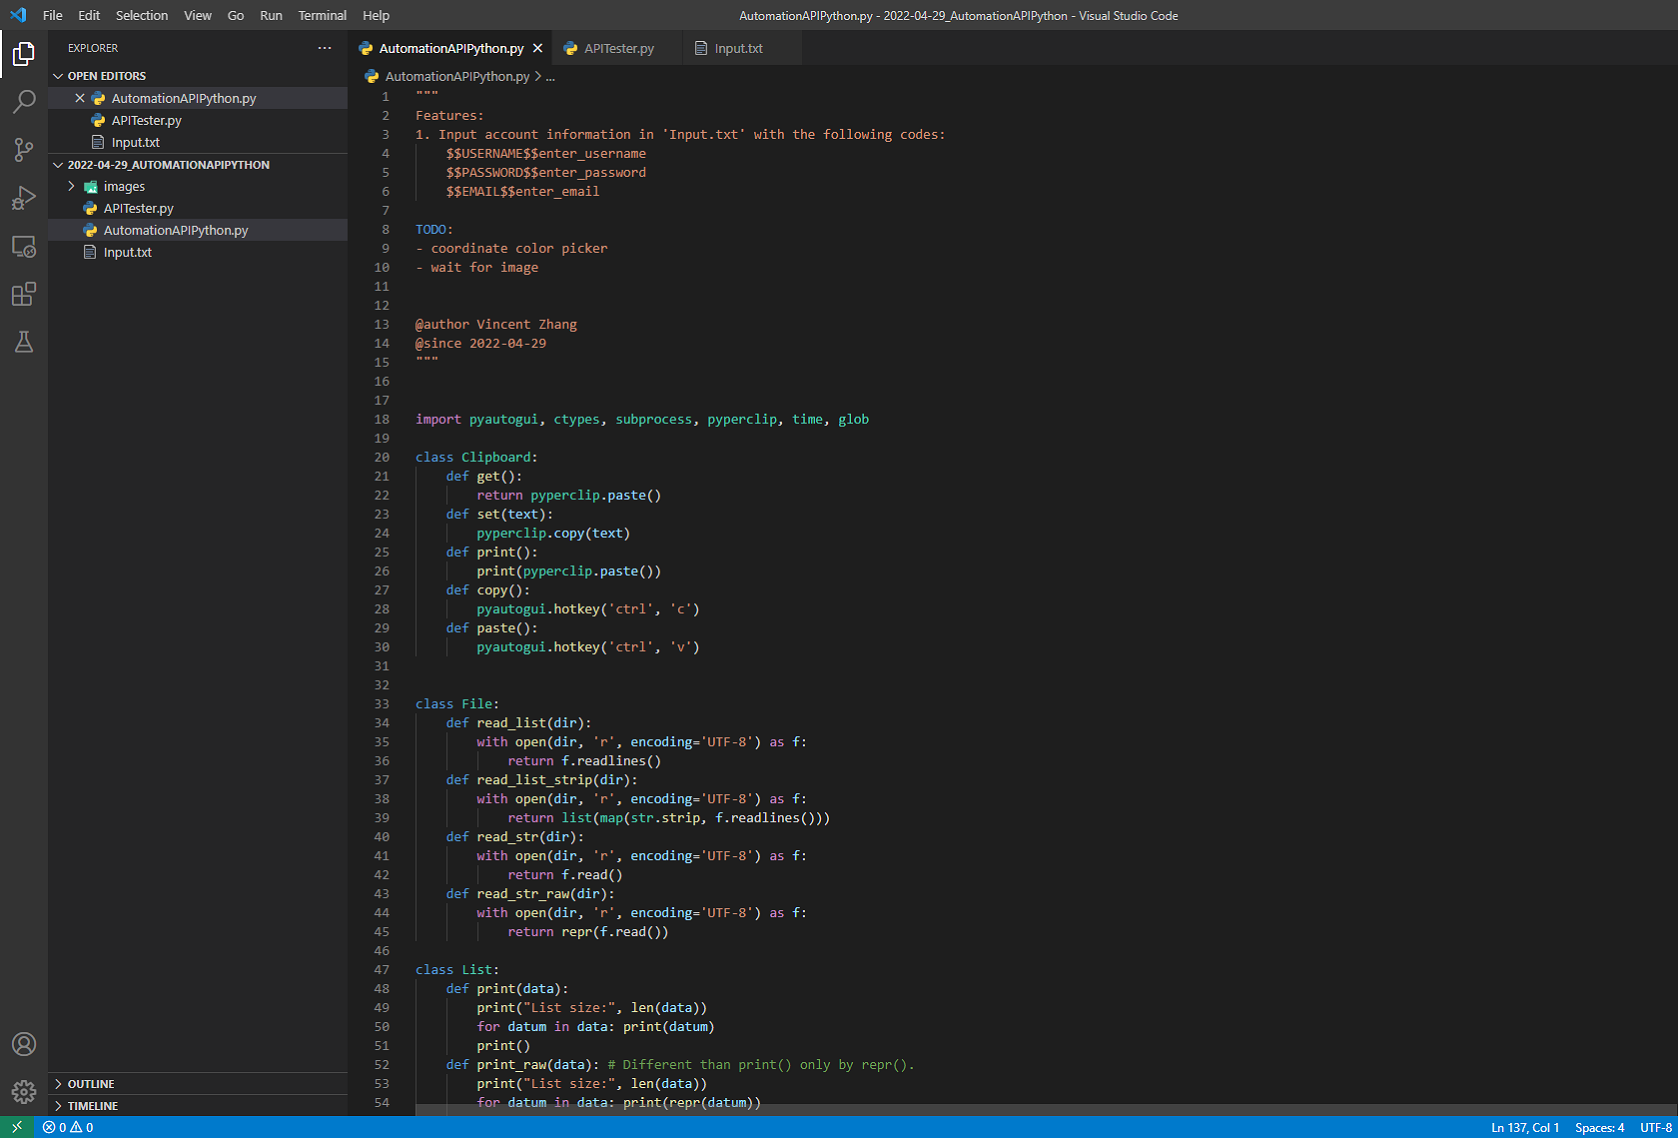 File Edit Selection View Go Run Terminal Help
AutomationAPIPython.py - 2022-04-29_AutomationAPIPython - Visual Studio Code
EXPLORER
OPEN EDITORS
AutomationAPIPython.py
APITester.py
Input.txt
2022-04-29_AUTOMATIONAPIPYTHON
images
APITester.py
AutomationAPIPython.py
Input.txt
OUTLINE
TIMELINE
AutomationAPIPython.py APITester.py Input.txt
AutomationAPIPython.py > ...
1 """
2 Features:
3 1. Input account information in 'Input.txt' with the following codes:
4     $$USERNAME$$enter_username
5     $$PASSWORD$$enter_password
6     $$EMAIL$$enter_email
7
8 TODO:
9 - coordinate color picker
10 - wait for image
11
12
13 @author Vincent Zhang
14 @since 2022-04-29
15 """
16
17
18 import pyautogui, ctypes, subprocess, pyperclip, time, glob
19
20 class Clipboard:
21     def get():
22         return pyperclip.paste()
23     def set(text):
24         pyperclip.copy(text)
25     def print():
26         print(pyperclip.paste())
27     def copy():
28         pyautogui.hotkey('ctrl', 'c')
29     def paste():
30         pyautogui.hotkey('ctrl', 'v')
31
32
33 class File:
34     def read_list(dir):
35         with open(dir, 'r', encoding='UTF-8') as f:
36             return f.readlines()
37     def read_list_strip(dir):
38         with open(dir, 'r', encoding='UTF-8') as f:
39             return list(map(str.strip, f.readlines()))
40     def read_str(dir):
41         with open(dir, 'r', encoding='UTF-8') as f:
42             return f.read()
43     def read_str_raw(dir):
44         with open(dir, 'r', encoding='UTF-8') as f:
45             return repr(f.read())
46
47 class List:
48     def print(data):
49         print("List size:", len(data))
50         for datum in data: print(datum)
51         print()
52     def print_raw(data): # Different than print() only by repr().
53         print("List size:", len(data))
54         for datum in data: print(repr(datum))
0 0
Ln 137, Col 1 Spaces: 4 UTF-8